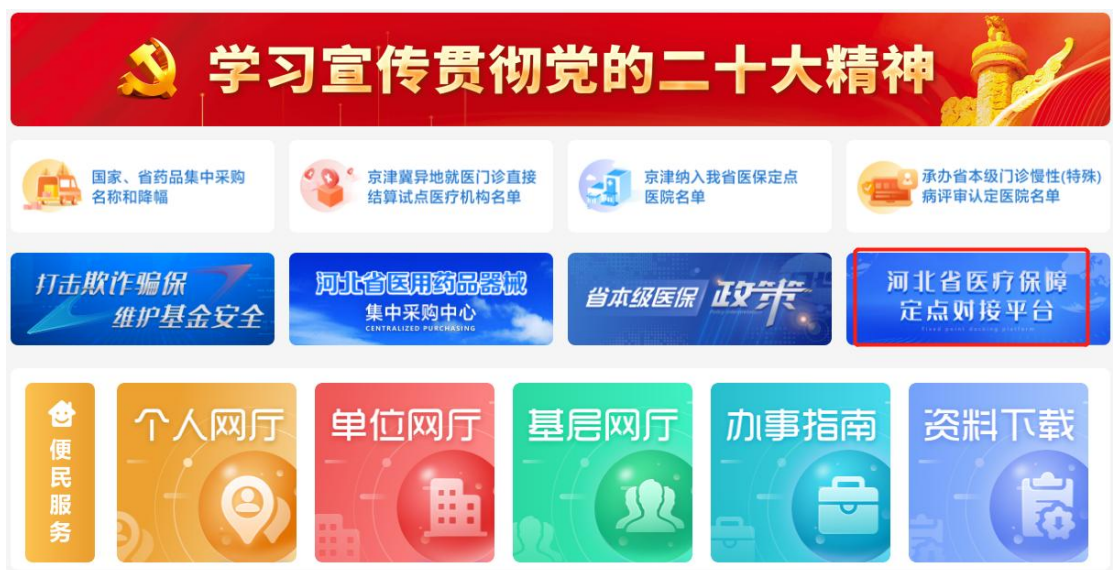 学习宣传贯彻党的二十大精神
国家、省药品集中采购
名称和降幅
京津冀异地就医门诊直接
结算试点医疗机构名单
京津纳入我省医保定点
医院名单
承办省本级门诊慢性(特殊)
病评审认定医院名单
打击欺诈骗保
维护基金安全
河北省医用药品器械
集中采购中心
CENTRALIZED PURCHASING
省本级医保 政策
河北省医疗保障
定点对接平台
Fixed point docking platform
便民服务
个人网厅
单位网厅
基层网厅
办事指南
资料下载